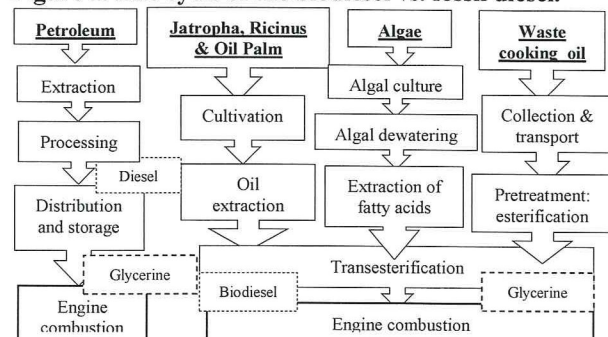 Petroleum
Extraction
Processing
Diesel
Distribution
and storage
Glycerine
Engine
combustion
Jatropha, Ricinus
& Oil Palm
Cultivation
Oil
extraction
Algae
Algal culture
Algal dewatering
Extraction of
fatty acids
Waste
cooking oil
Collection &
transport
Pretreatment:
esterification
Transesterification
Biodiesel
Glycerine
Engine combustion